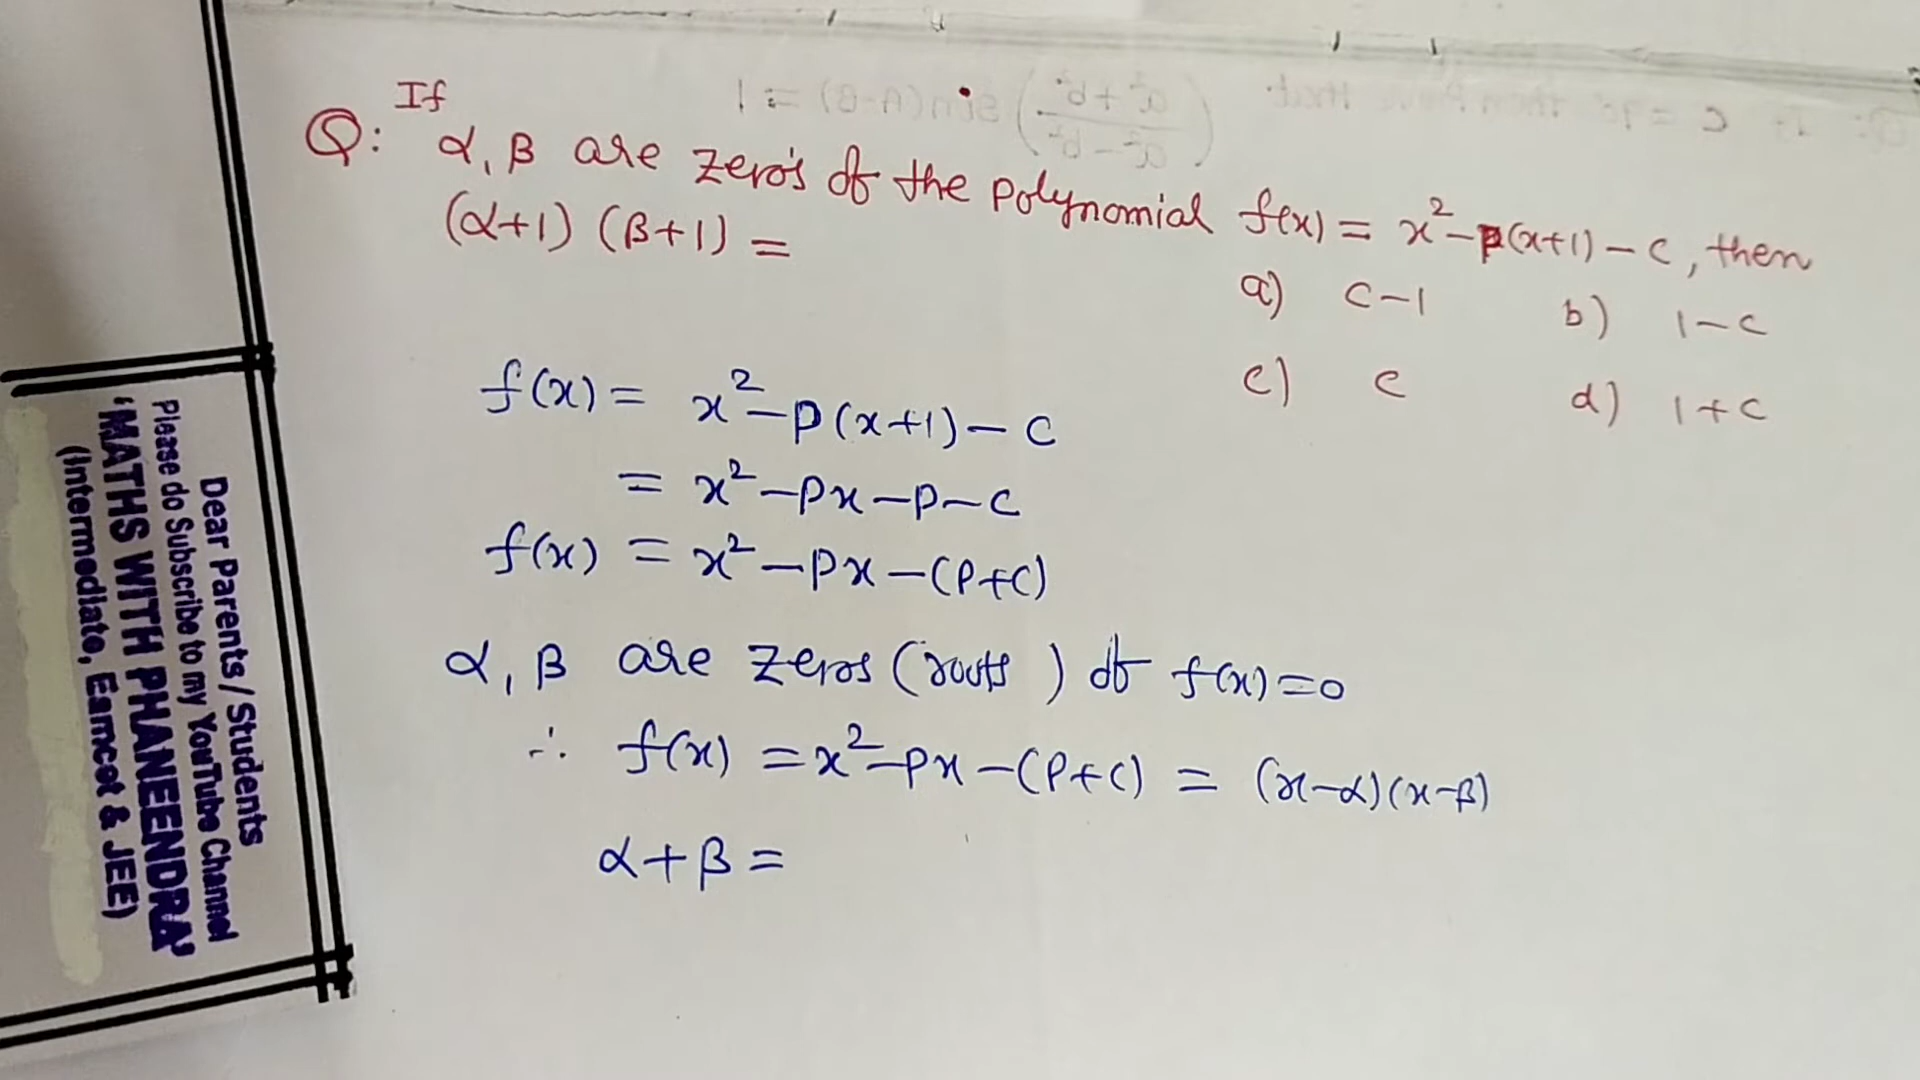 If
Q: α, β are zero's of the polynomial f(x) = x² - p(x+1) - c, then
(α+1) (β+1) =
a) c-1 b) 1-c
c) c d) 1+c
f(x) = x² - p(x+1) - c
= x² - px - p - c
f(x) = x² - px - (p+c)
α, β are zeros (roots) of f(x) = 0
∴ f(x) = x² - px - (p+c) = (x-α)(x-β)
α+β =
Dear Parents / Students
Please do Subscribe to my YouTube Channel
'MATHS WITH PHANEENDRA'
(Intermediate, Eamcet & JEE)